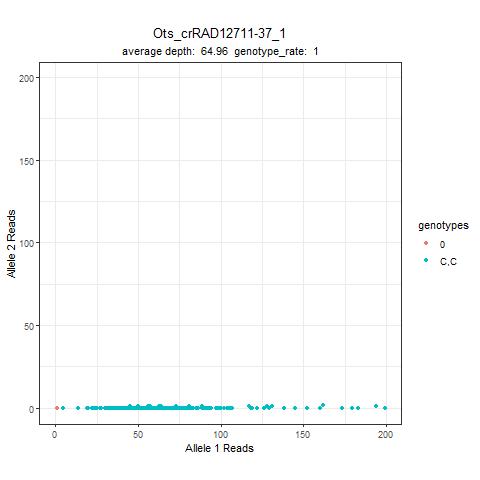 Ots_crRAD12711-37_1
average depth: 64.96 genotype_rate: 1
200
150
100
50
0
Allele 2 Reads
0 50 100 150 200
Allele 1 Reads
genotypes
0
C,C